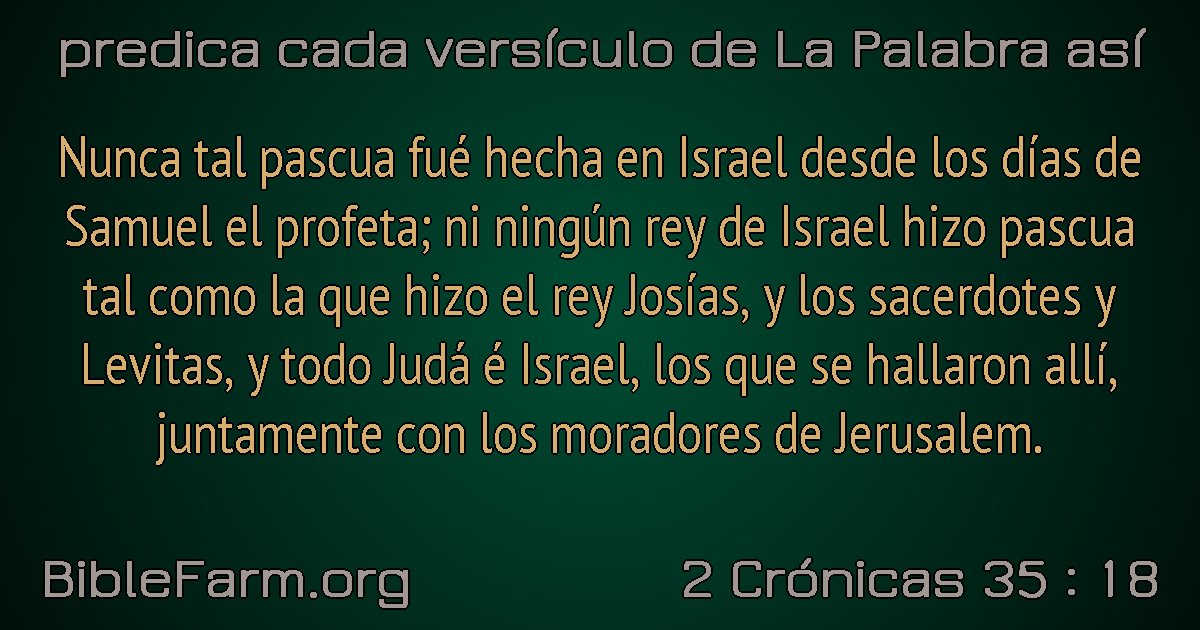 predica cada versículo de La Palabra así
Nunca tal pascua fué hecha en Israel desde los días de
Samuel el profeta; ni ningún rey de Israel hizo pascua
tal como la que hizo el rey Josías, y los sacerdotes y
Levitas, y todo Judá é Israel, los que se hallaron allí,
juntamente con los moradores de Jerusalem.
BibleFarm.org
2 Crónicas 35 : 18